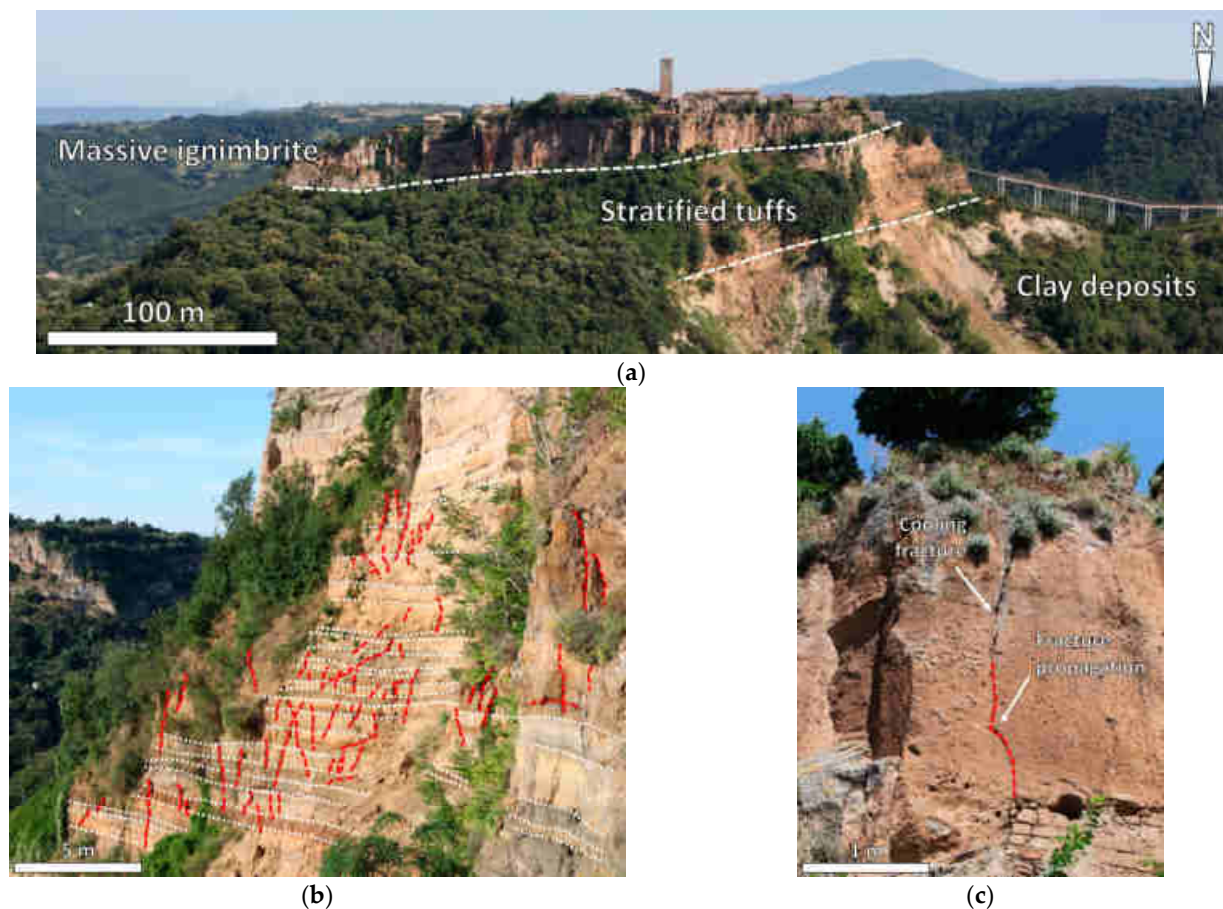 N
Massive ignimbrite
Stratified tuffs
Clay deposits
100 m
(a)
Cooling
fracture
Fracture
propagation
5 m
1 m
(b)
(c)